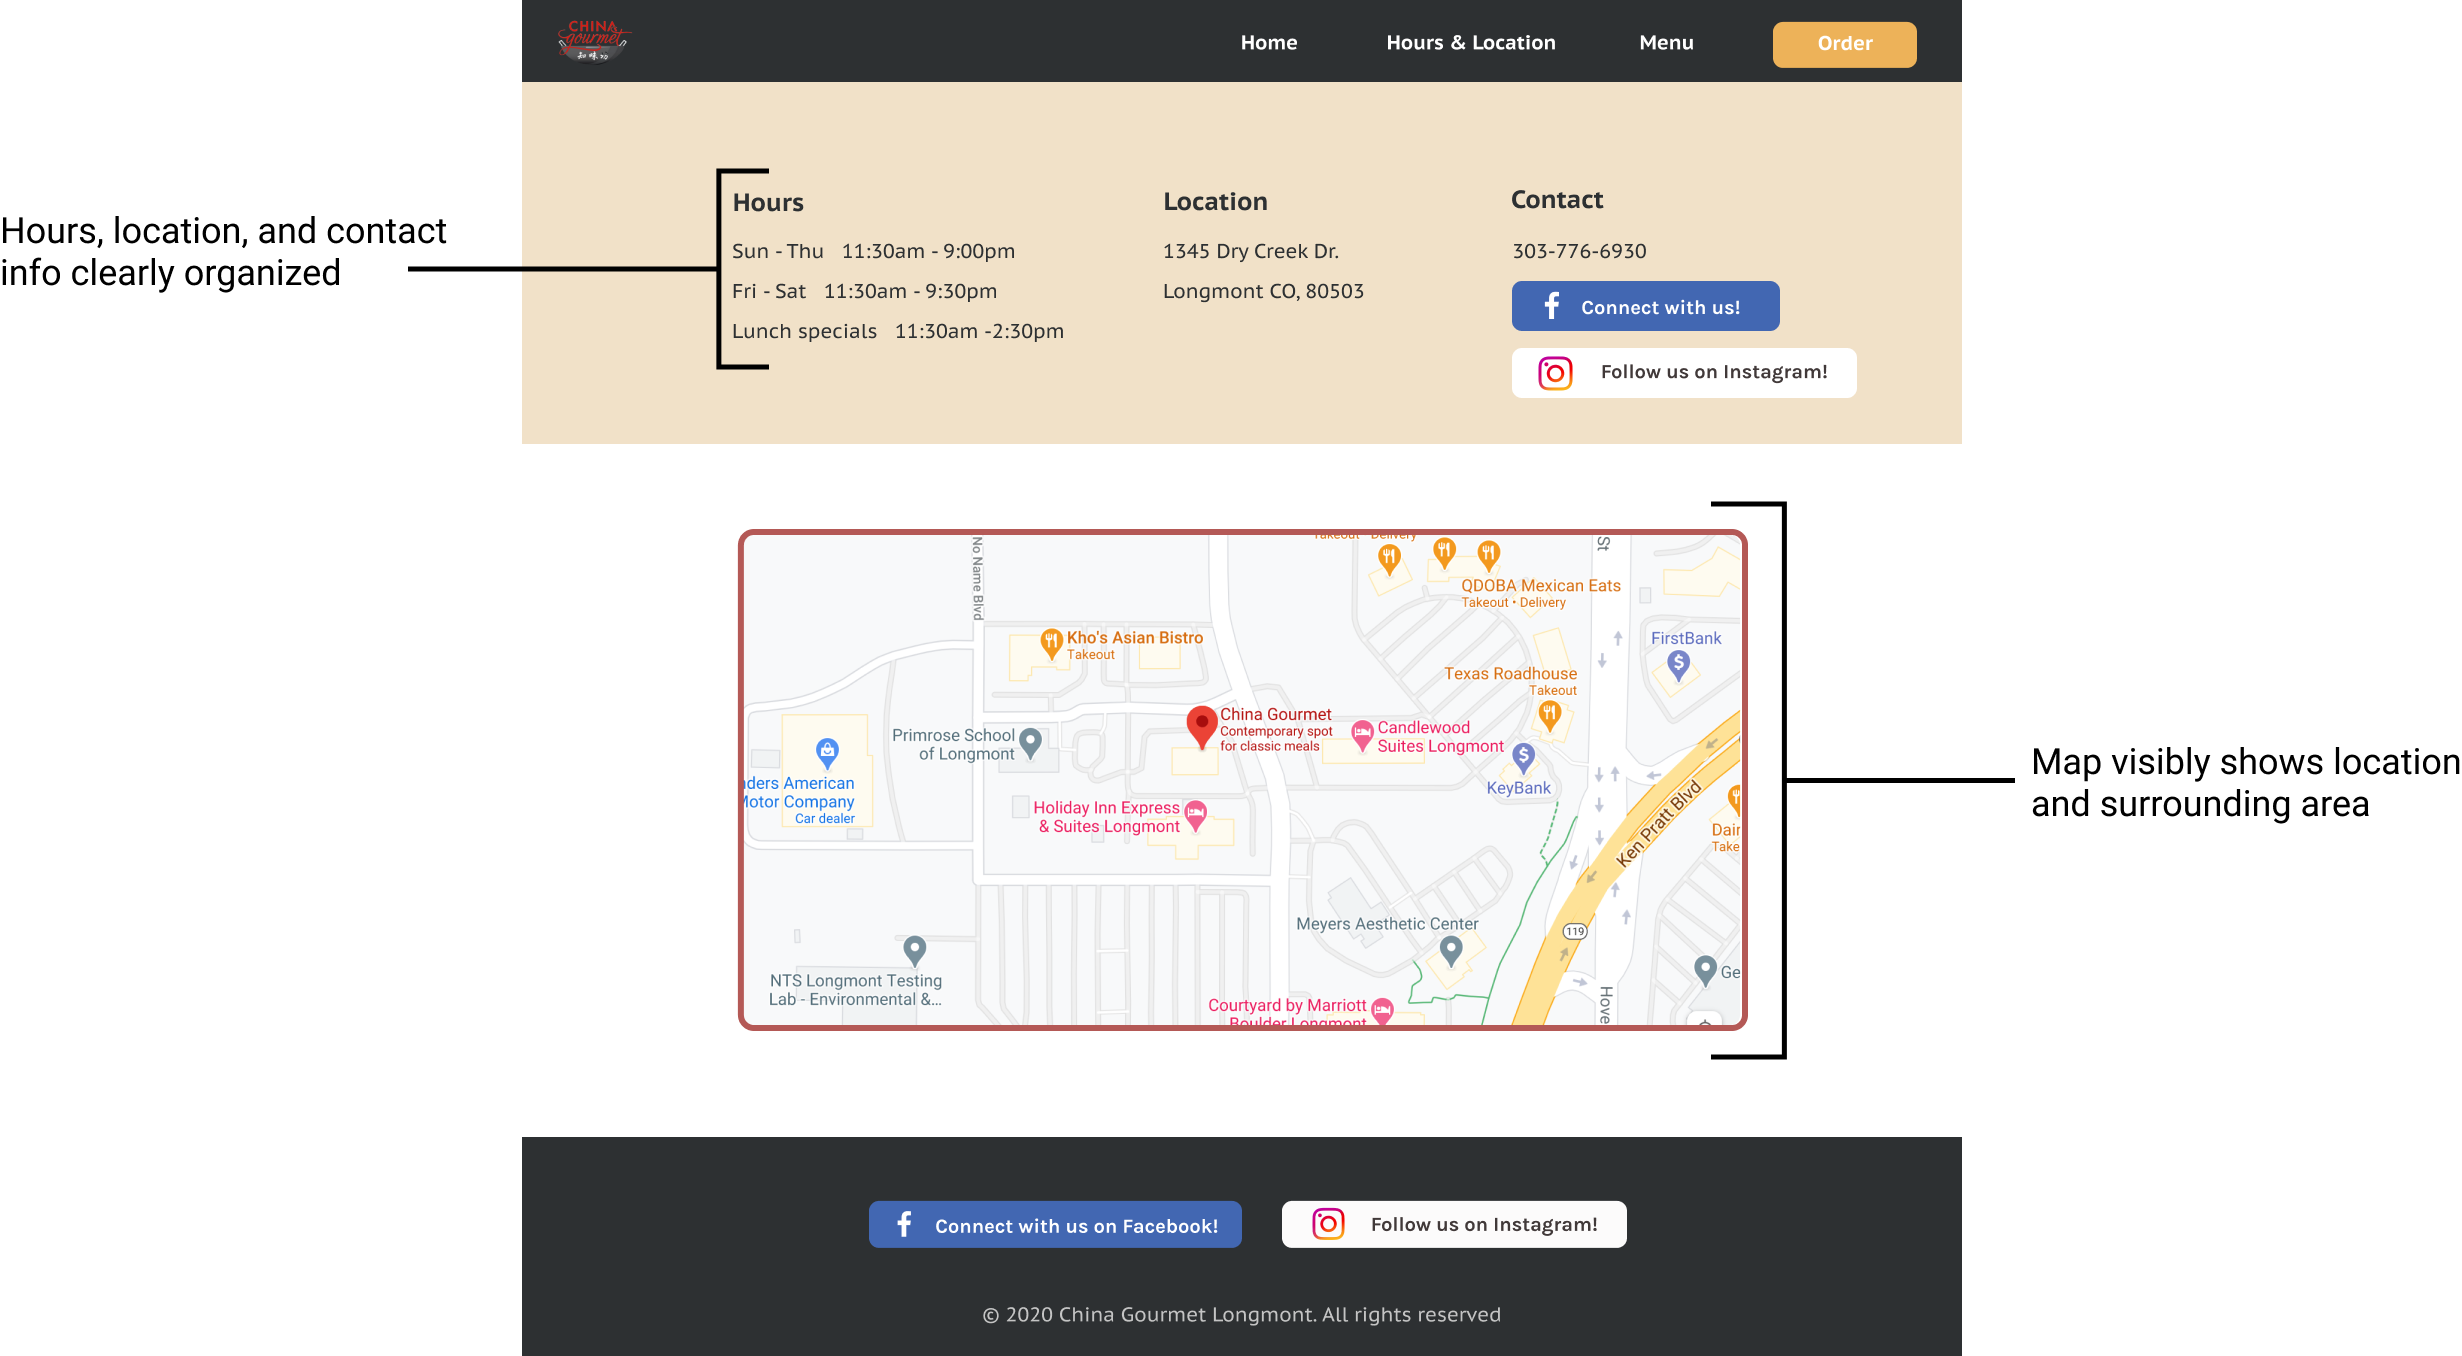 CHINA
gourmet
Home
Hours & Location
Menu
Order
Hours, location, and contact
info clearly organized
Hours
Sun - Thu 11:30am - 9:00pm
Fri - Sat 11:30am - 9:30pm
Lunch specials 11:30am -2:30pm
Location
1345 Dry Creek Dr.
Longmont CO, 80503
Contact
303-776-6930
Connect with us!
Follow us on Instagram!
No Name Blvd
Takeout · Delivery
St
QDOBA Mexican Eats
Takeout • Delivery
Kho's Asian Bistro
Takeout
FirstBank
Texas Roadhouse
Takeout
China Gourmet
Contemporary spot
for classic meals
Candlewood
Suites Longmont
Primrose School
of Longmont
KeyBank
nders American
Motor Company
Car dealer
Holiday Inn Express
& Suites Longmont
Ken Pratt Blvd
Dair
Take
Meyers Aesthetic Center
119
NTS Longmont Testing
Lab - Environmental &...
Ge
Courtyard by Marriott
Boulder Longmont
Hove
Map visibly shows location
and surrounding area
Connect with us on Facebook!
Follow us on Instagram!
© 2020 China Gourmet Longmont. All rights reserved